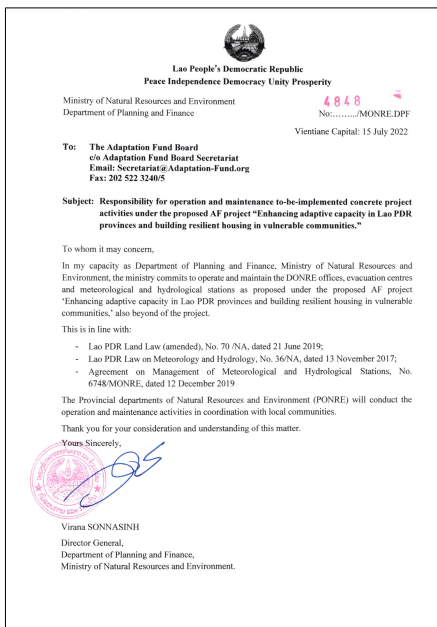 Lao People's Democratic Republic
Peace Independence Democracy Unity Prosperity
Ministry of Natural Resources and Environment
4848
Department of Planning and Finance
No:………/MONRE.DPF
Vientiane Capital: 15 July 2022
To: The Adaptation Fund Board
c/o Adaptation Fund Board Secretariat
Email: Secretariat@Adaptation-Fund.org
Fax: 202 522 3240/5
Subject: Responsibility for operation and maintenance to-be-implemented concrete project
activities under the proposed AF project “Enhancing adaptive capacity in Lao PDR
provinces and building resilient housing in vulnerable communities.”
To whom it may concern,
In my capacity as Department of Planning and Finance, Ministry of Natural Resources and
Environment, the ministry commits to operate and maintain the DONRE offices, evacuation centres
and meteorological and hydrological stations as proposed under the proposed AF project
‘Enhancing adaptive capacity in Lao PDR provinces and building resilient housing in vulnerable
communities,’ also beyond of the project.
This is in line with:
- Lao PDR Land Law (amended), No. 70 /NA, dated 21 June 2019;
- Lao PDR Law on Meteorology and Hydrology, No. 36/NA, dated 13 November 2017;
- Agreement on Management of Meteorological and Hydrological Stations, No.
6748/MONRE, dated 12 December 2019
The Provincial departments of Natural Resources and Environment (PONRE) will conduct the
operation and maintenance activities in coordination with local communities.
Thank you for your consideration and understanding of this matter.
Yours Sincerely,
Virana SONNASINH
Director General,
Department of Planning and Finance,
Ministry of Natural Resources and Environment.